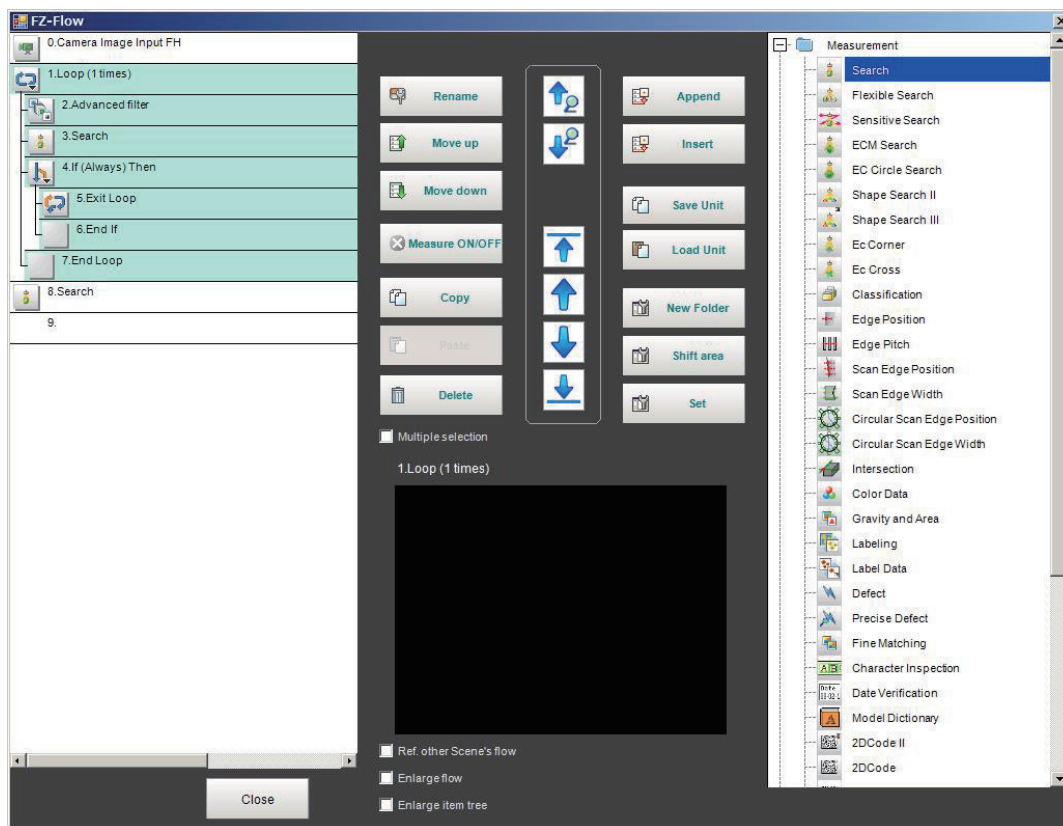 FZ-Flow
0.Camera Image Input FH
1.Loop (1 times)
2.Advanced filter
3.Search
4.If (Always) Then
5.Exit Loop
6.End If
7.End Loop
8.Search
9.
Rename
Move up
Move down
Measure ON/OFF
Copy
Paste
Delete
Append
Insert
Save Unit
Load Unit
New Folder
Shift area
Set
Multiple selection
1.Loop (1 times)
Ref. other Scene's flow
Enlarge flow
Enlarge item tree
Close
Measurement
Search
Flexible Search
Sensitive Search
ECM Search
EC Circle Search
Shape Search II
Shape Search III
Ec Corner
Ec Cross
Classification
Edge Position
Edge Pitch
Scan Edge Position
Scan Edge Width
Circular Scan Edge Position
Circular Scan Edge Width
Intersection
Color Data
Gravity and Area
Labeling
Label Data
Defect
Precise Defect
Fine Matching
Character Inspection
Date Verification
Model Dictionary
2DCode II
2DCode